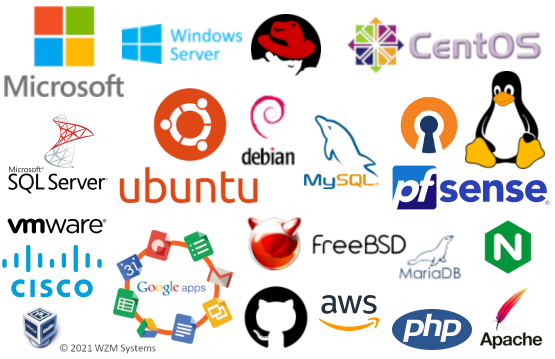 Microsoft
Windows
Server
CentOS
Microsoft®
SQL Server®
ubuntu
debian
MySQL®
pfsense®
vmware®
CISCO
31
Google apps
FreeBSD
MariaDB
N
aws
php
Apache
© 2021 WZM Systems